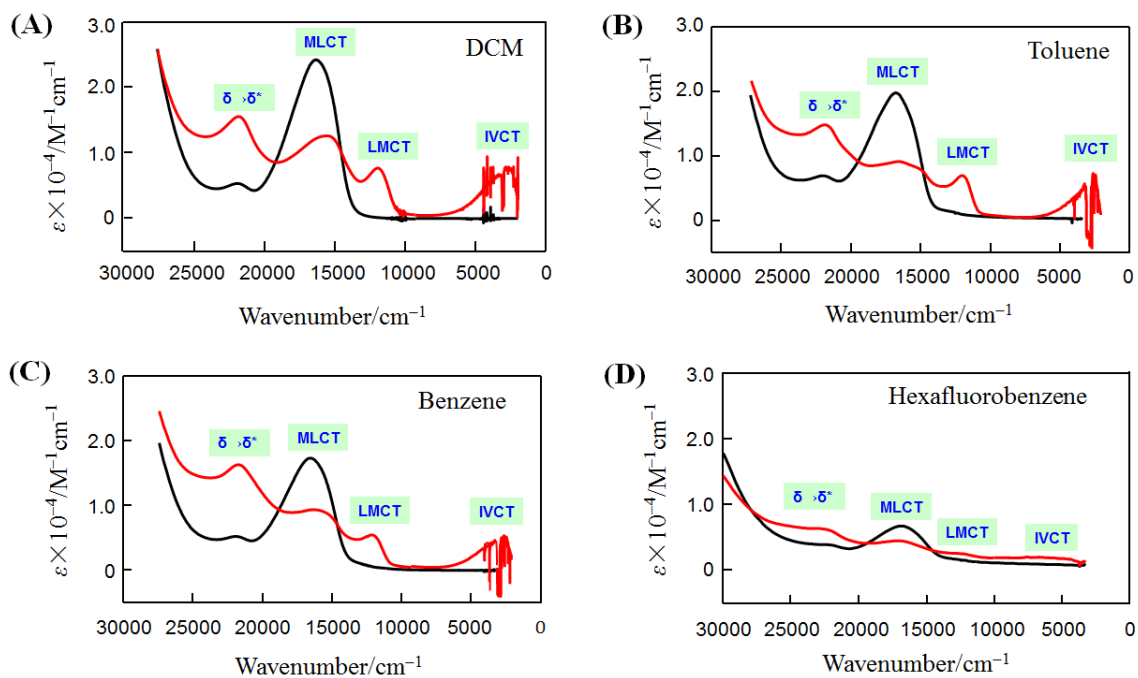 (A)
DCM
MLCT
δ →δ*
LMCT
IVCT
ε×10⁻⁴/M⁻¹cm⁻¹
3.0
2.0
1.0
0
30000 25000 20000 15000 10000 5000 0
Wavenumber/cm⁻¹
(B)
Toluene
MLCT
δ →δ*
LMCT
IVCT
ε×10⁻⁴/M⁻¹cm⁻¹
3.0
2.0
1.0
0
30000 25000 20000 15000 10000 5000 0
Wavenumber/cm⁻¹
(C)
Benzene
MLCT
δ →δ*
LMCT
IVCT
ε×10⁻⁴/M⁻¹cm⁻¹
3.0
2.0
1.0
0
30000 25000 20000 15000 10000 5000 0
Wavenumber/cm⁻¹
(D)
Hexafluorobenzene
MLCT
δ →δ*
LMCT
IVCT
ε×10⁻⁴/M⁻¹cm⁻¹
3.0
2.0
1.0
0
30000 25000 20000 15000 10000 5000 0
Wavenumber/cm⁻¹